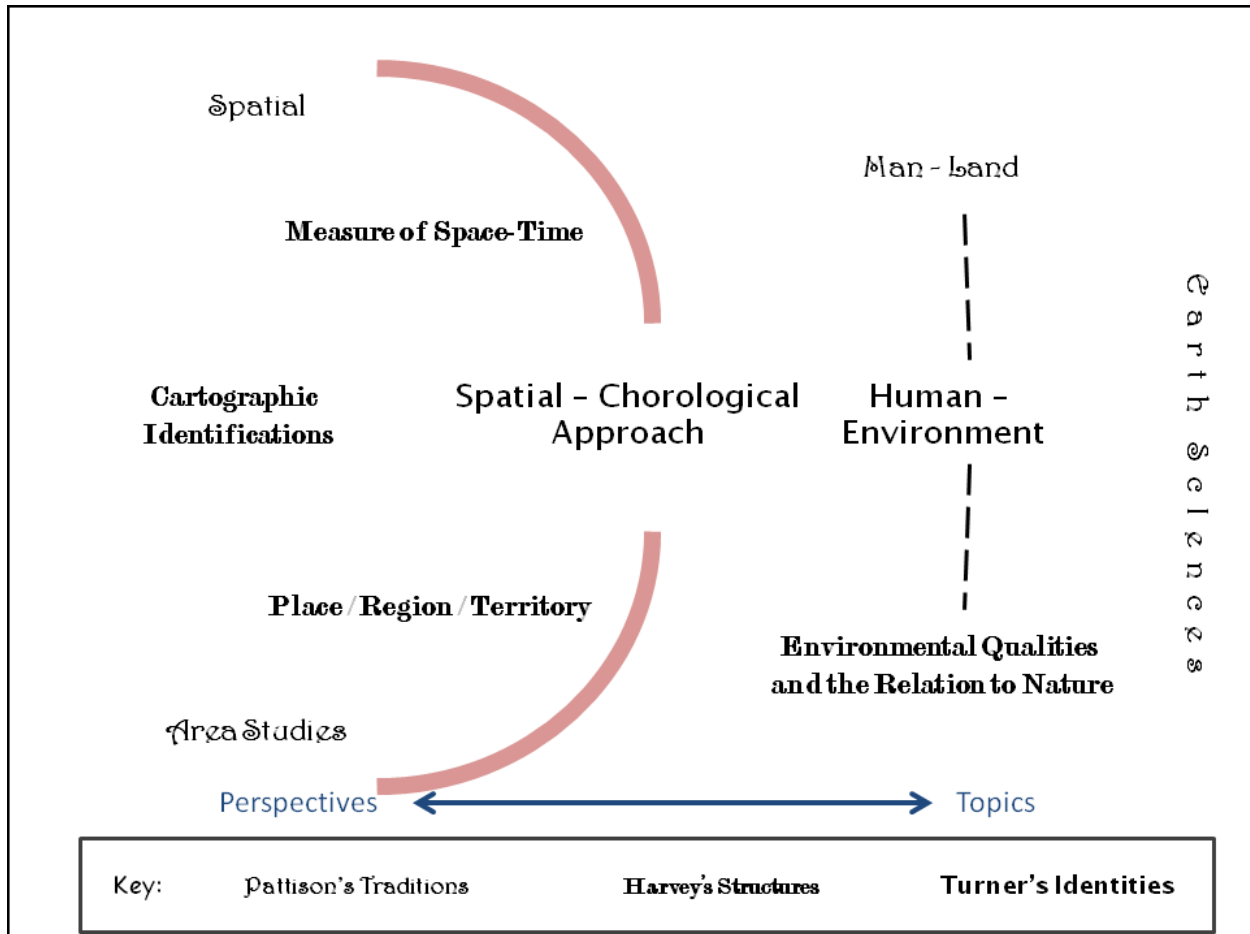 Spatial
Man - Land
Measure of Space-Time
Earth Sciences
Cartographic
Identifications
Spatial – Chorological
Approach
Human –
Environment
Place / Region / Territory
Environmental Qualities
and the Relation to Nature
Area Studies
Perspectives
Topics
Key:
Pattison's Traditions
Harvey's Structures
Turner's Identities